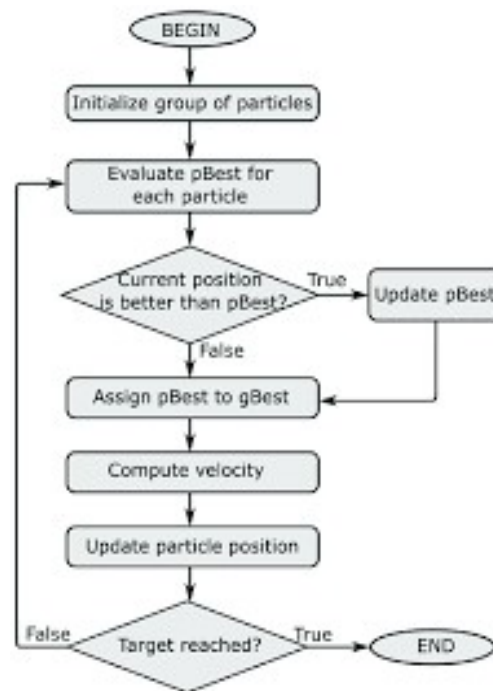 BEGIN
Initialize group of particles
Evaluate pBest for
each particle
Current position
is better than pBest?
True
Update pBest
False
Assign pBest to gBest
Compute velocity
Update particle position
False
Target reached?
True
END